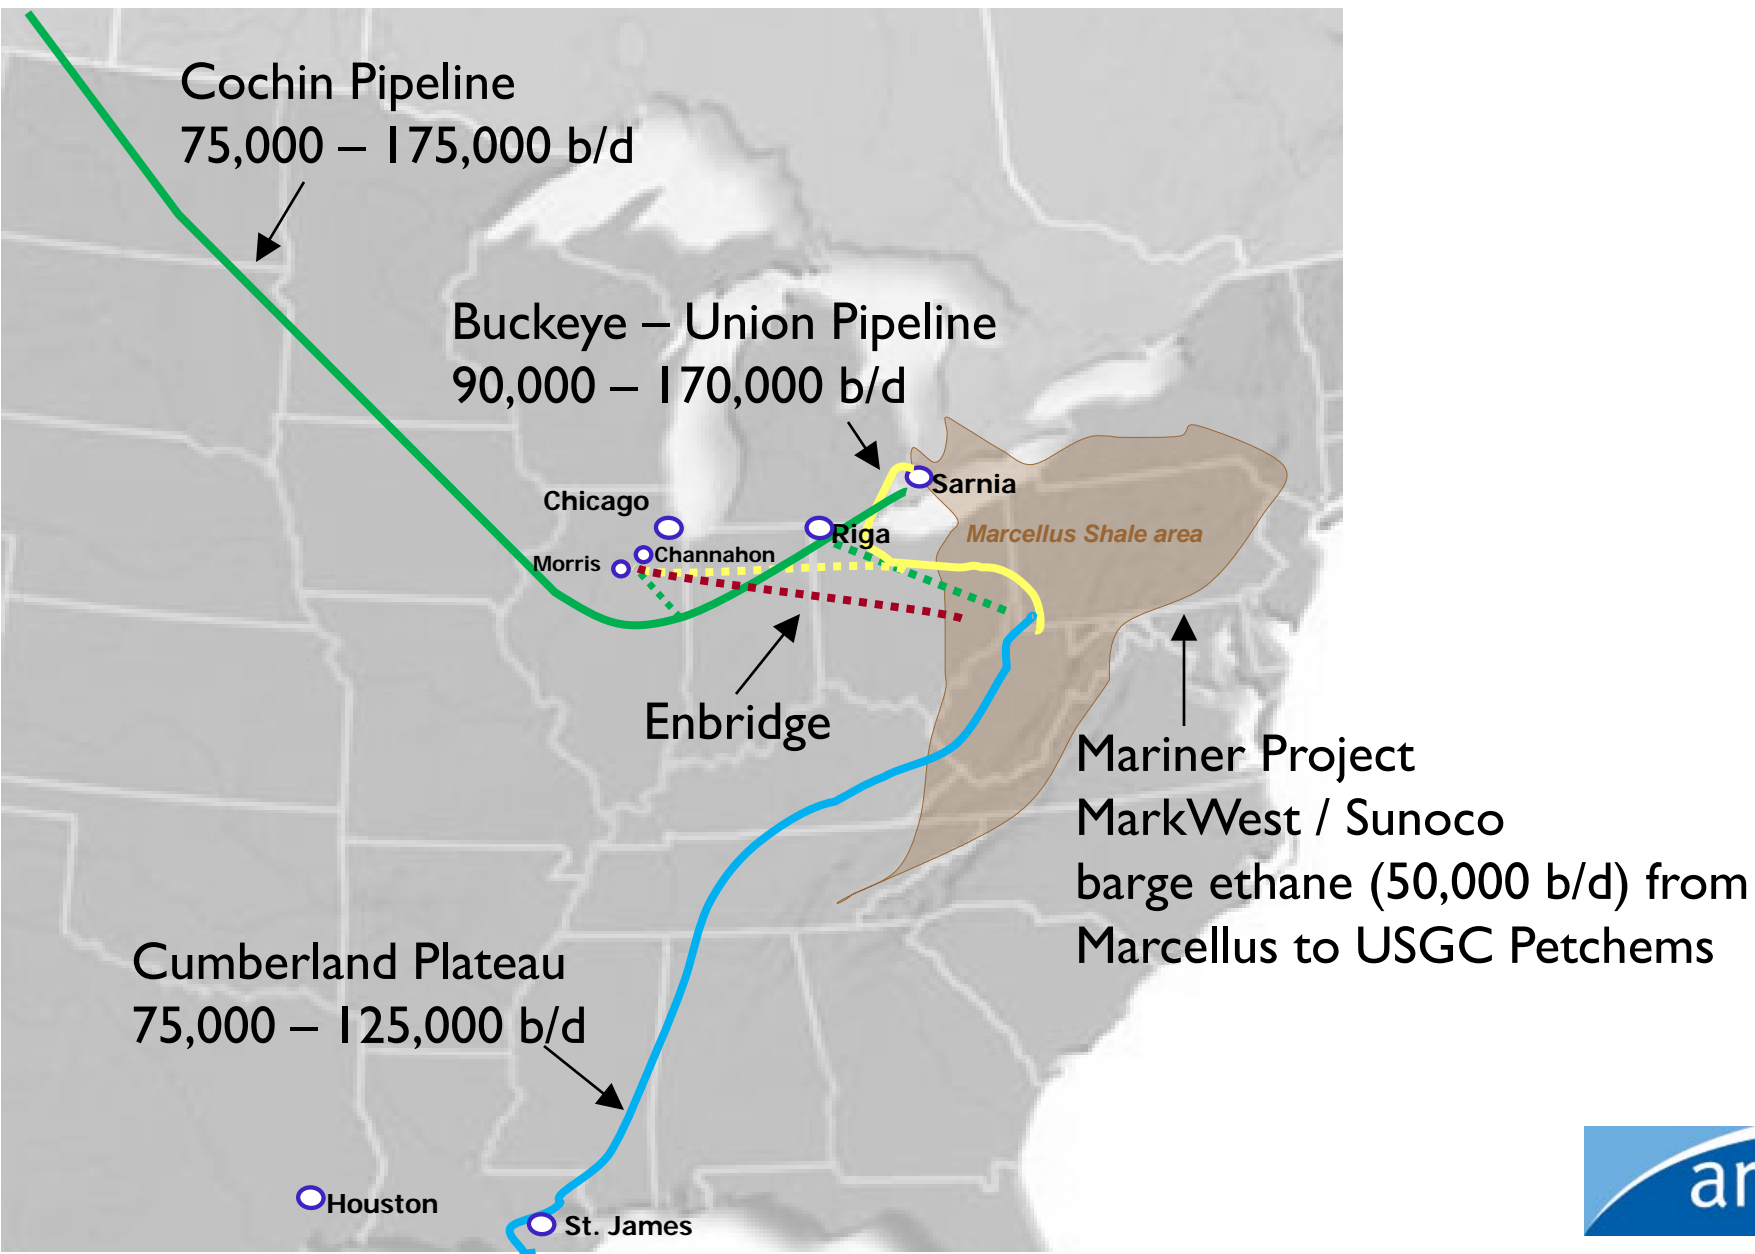 Cochin Pipeline
75,000 – 175,000 b/d
Buckeye – Union Pipeline
90,000 – 170,000 b/d
Sarnia
Chicago
Riga
Marcellus Shale area
Channahon
Morris
Enbridge
Mariner Project
MarkWest / Sunoco
barge ethane (50,000 b/d) from
Marcellus to USGC Petchems
Cumberland Plateau
75,000 – 125,000 b/d
Houston
St. James